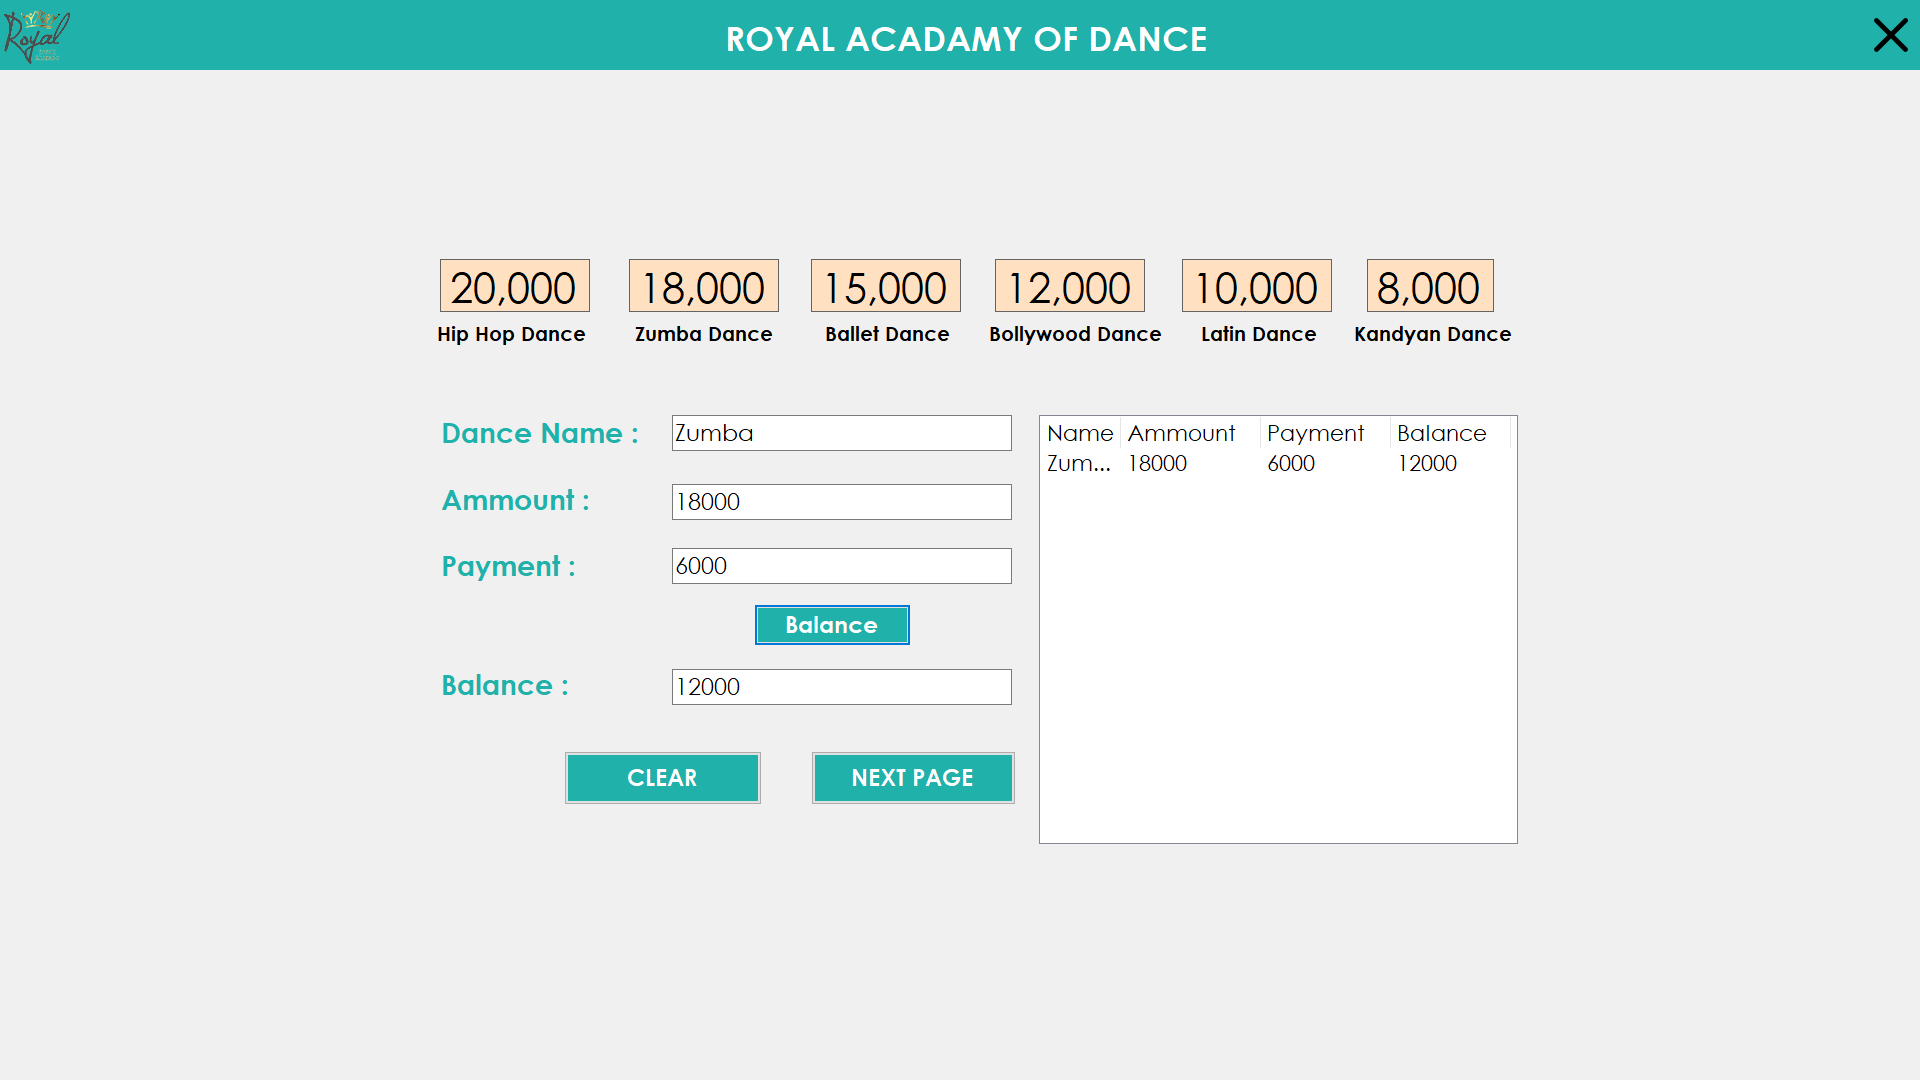 Royal
ROYAL ACADAMY OF DANCE
20,000 18,000 15,000 12,000 10,000 8,000
Hip Hop Dance Zumba Dance Ballet Dance Bollywood Dance Latin Dance Kandyan Dance
Dance Name : Zumba
Ammount : 18000
Payment : 6000
Balance
Balance : 12000
CLEAR NEXT PAGE
Name Ammount Payment Balance
Zum... 18000 6000 12000